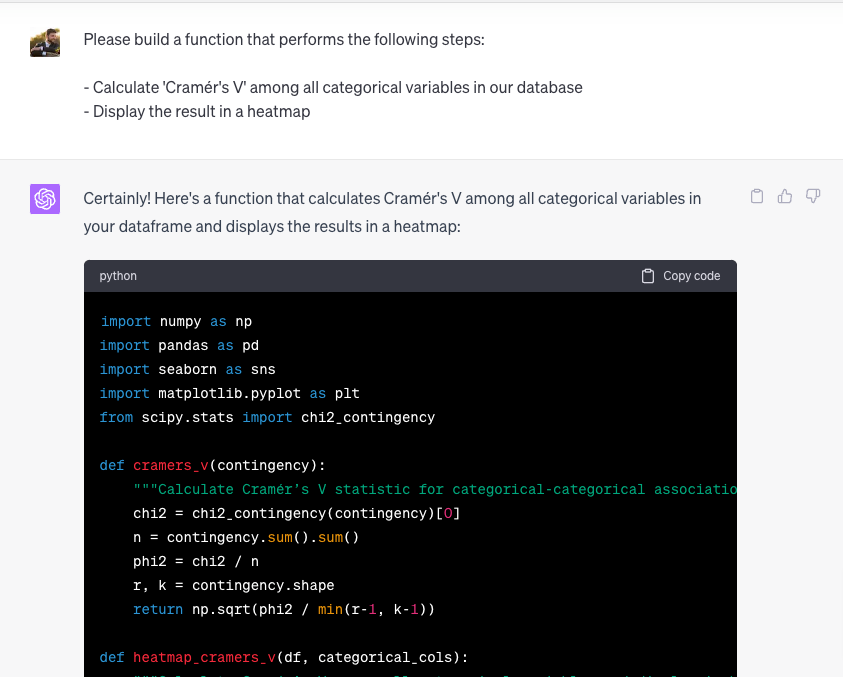 Please build a function that performs the following steps:
- Calculate 'Cramér's V' among all categorical variables in our database
- Display the result in a heatmap
Certainly! Here's a function that calculates Cramér's V among all categorical variables in
your dataframe and displays the results in a heatmap:
python
Copy code
import numpy as np
import pandas as pd
import seaborn as sns
import matplotlib.pyplot as plt
from scipy.stats import chi2_contingency
def cramers_v(contingency):
"""Calculate Cramér’s V statistic for categorical-categorical associatio
chi2 = chi2_contingency(contingency)[0]
n = contingency.sum().sum()
phi2 = chi2 / n
r, k = contingency.shape
return np.sqrt(phi2 / min(r-1, k-1))
def heatmap_cramers_v(df, categorical_cols):